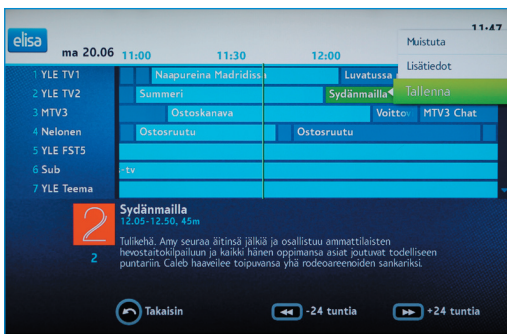 elisa
11:47
ma 20.06 11:00 11:30 12:00
Muistuta
Lisätiedot
Tallenna
1 YLE TV1 Naapureina Madridissa Luvatussa
2 YLE TV2 Summeri Sydänmailla
3 MTV3 Ostoskanava Voittov MTV3 Chat
4 Nelonen Ostosruutu Ostosruutu
5 YLE FST5
6 Sub -tv
7 YLE Teema
2
2
Sydänmailla
12.05-12.50, 45m
Tulikehä. Amy seuraa äitinsä jälkiä ja osallistuu ammattilaisten
hevostaitokilpailuun ja kaikki hänen oppimansa asiat joutuvat todelliseen
puntariin. Caleb haaveilee toipuvansa yhä rodeoareenoiden sankariksi.
Takaisin -24 tuntia +24 tuntia